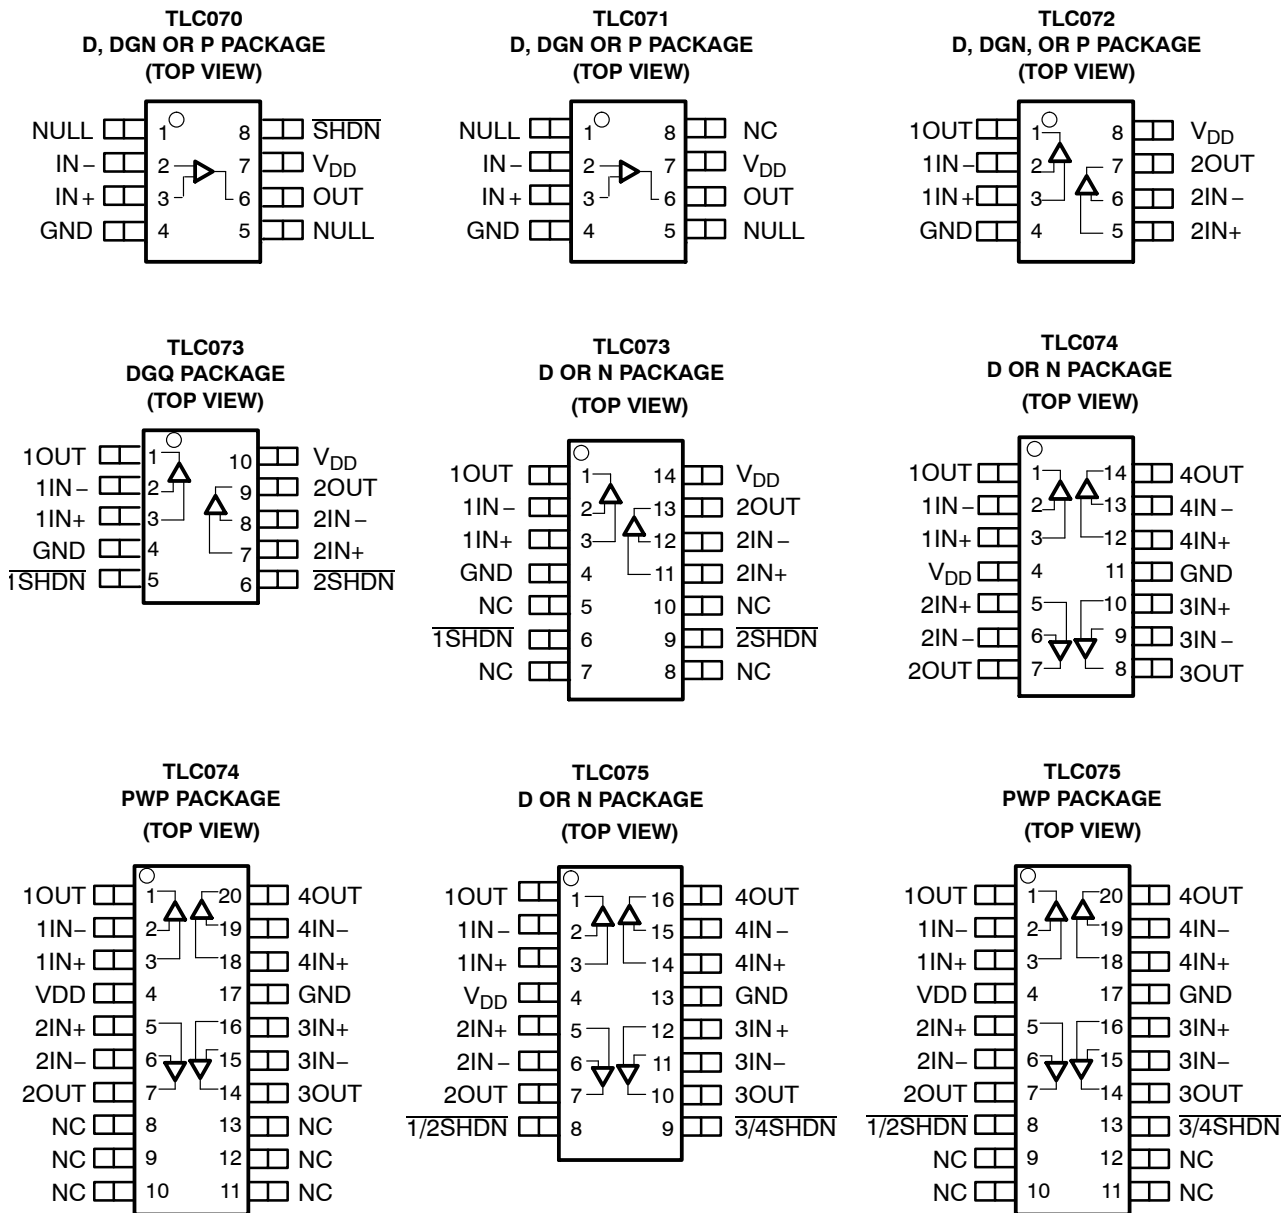 TLC070
D, DGN OR P PACKAGE
(TOP VIEW)
NULL 1 8 SHDN
IN− 2 7 VDD
IN+ 3 6 OUT
GND 4 5 NULL
TLC071
D, DGN OR P PACKAGE
(TOP VIEW)
NULL 1 8 NC
IN− 2 7 VDD
IN+ 3 6 OUT
GND 4 5 NULL
TLC072
D, DGN, OR P PACKAGE
(TOP VIEW)
1OUT 1 8 VDD
1IN− 2 7 2OUT
1IN+ 3 6 2IN−
GND 4 5 2IN+
TLC073
DGQ PACKAGE
(TOP VIEW)
1OUT 1 10 VDD
1IN− 2 9 2OUT
1IN+ 3 8 2IN−
GND 4 7 2IN+
1SHDN 5 6 2SHDN
TLC073
D OR N PACKAGE
(TOP VIEW)
1OUT 1 14 VDD
1IN− 2 13 2OUT
1IN+ 3 12 2IN−
GND 4 11 2IN+
NC 5 10 NC
1SHDN 6 9 2SHDN
NC 7 8 NC
TLC074
D OR N PACKAGE
(TOP VIEW)
1OUT 1 14 4OUT
1IN− 2 13 4IN−
1IN+ 3 12 4IN+
VDD 4 11 GND
2IN+ 5 10 3IN+
2IN− 6 9 3IN−
2OUT 7 8 3OUT
TLC074
PWP PACKAGE
(TOP VIEW)
1OUT 1 20 4OUT
1IN− 2 19 4IN−
1IN+ 3 18 4IN+
VDD 4 17 GND
2IN+ 5 16 3IN+
2IN− 6 15 3IN−
2OUT 7 14 3OUT
NC 8 13 NC
NC 9 12 NC
NC 10 11 NC
TLC075
D OR N PACKAGE
(TOP VIEW)
1OUT 1 16 4OUT
1IN− 2 15 4IN−
1IN+ 3 14 4IN+
VDD 4 13 GND
2IN+ 5 12 3IN+
2IN− 6 11 3IN−
2OUT 7 10 3OUT
1/2SHDN 8 9 3/4SHDN
TLC075
PWP PACKAGE
(TOP VIEW)
1OUT 1 20 4OUT
1IN− 2 19 4IN−
1IN+ 3 18 4IN+
VDD 4 17 GND
2IN+ 5 16 3IN+
2IN− 6 15 3IN−
2OUT 7 14 3OUT
1/2SHDN 8 13 3/4SHDN
NC 9 12 NC
NC 10 11 NC